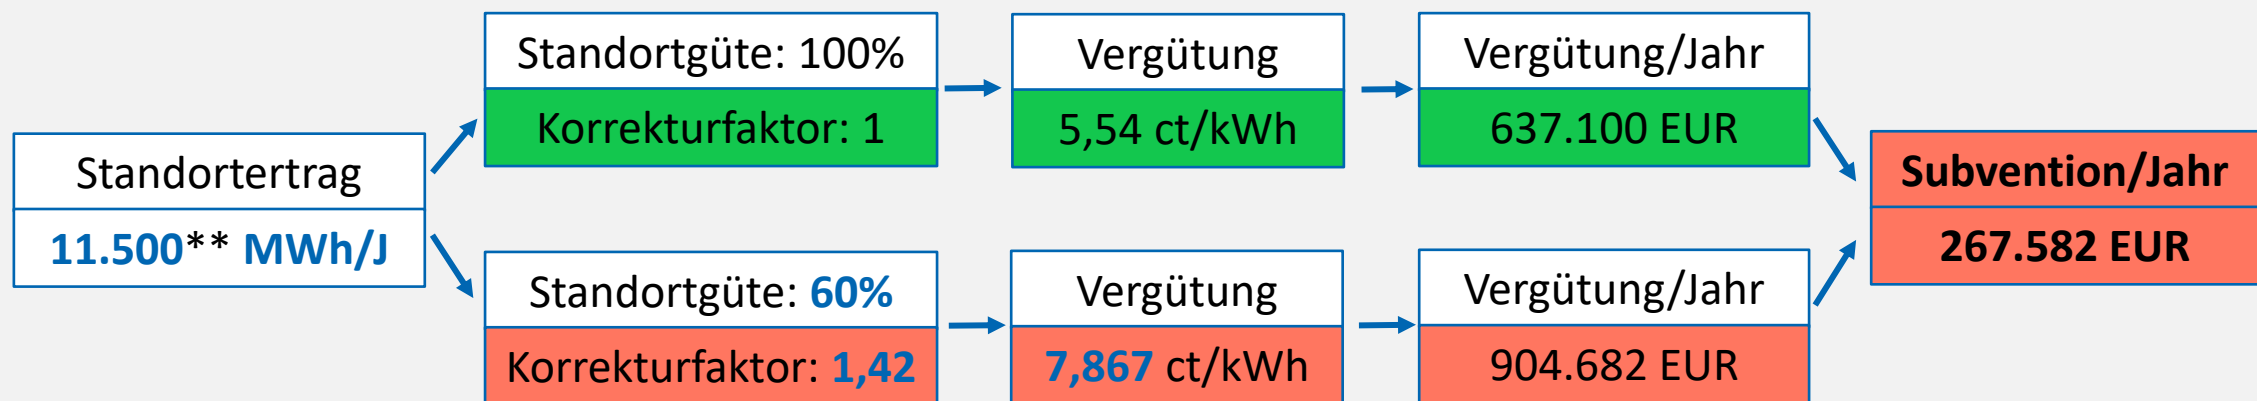 Standortertrag
11.500** MWh/J
Standortgüte: 100%
Korrekturfaktor: 1
Vergütung
5,54 ct/kWh
Vergütung/Jahr
637.100 EUR
Standortgüte: 60%
Korrekturfaktor: 1,42
Vergütung
7,867 ct/kWh
Vergütung/Jahr
904.682 EUR
Subvention/Jahr
267.582 EUR